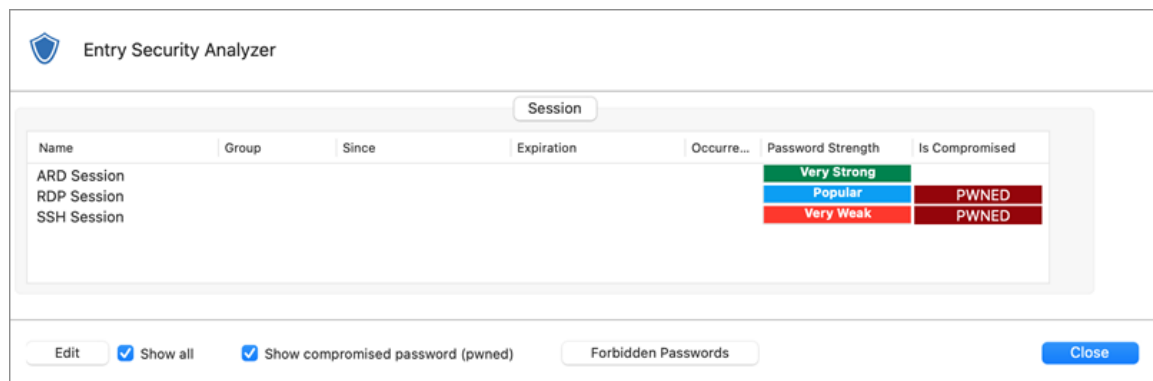 Entry Security Analyzer
Session
Name Group Since Expiration Occurre... Password Strength Is Compromised
ARD Session Very Strong
RDP Session Popular PWNED
SSH Session Very Weak PWNED
Edit Show all Show compromised password (pwned) Forbidden Passwords Close